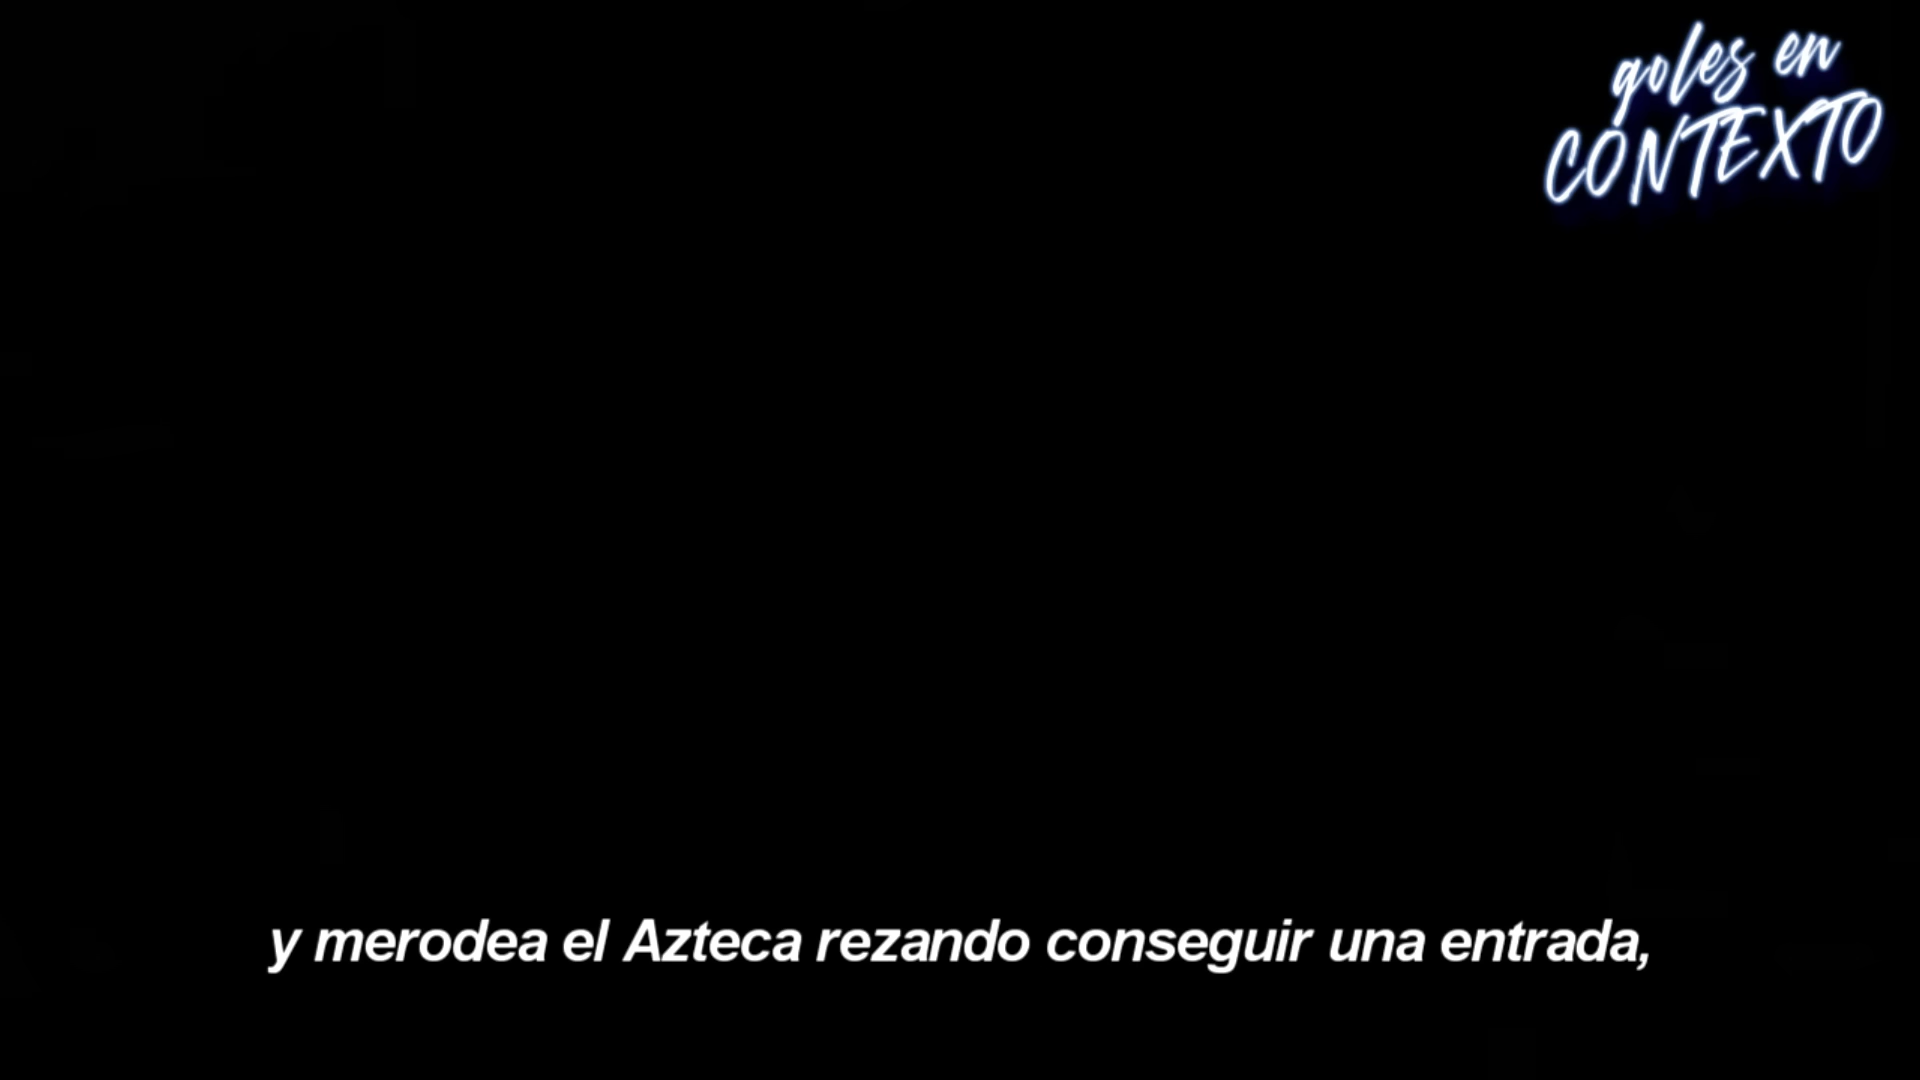 goles en
CONTEXTO
y merodea el Azteca rezando conseguir una entrada,